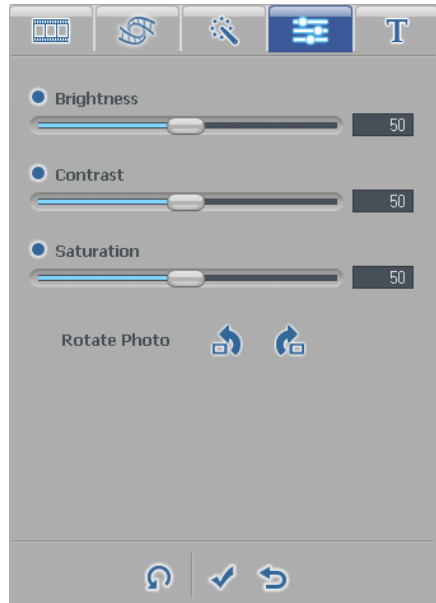 T
Brightness
50
Contrast
50
Saturation
50
Rotate Photo